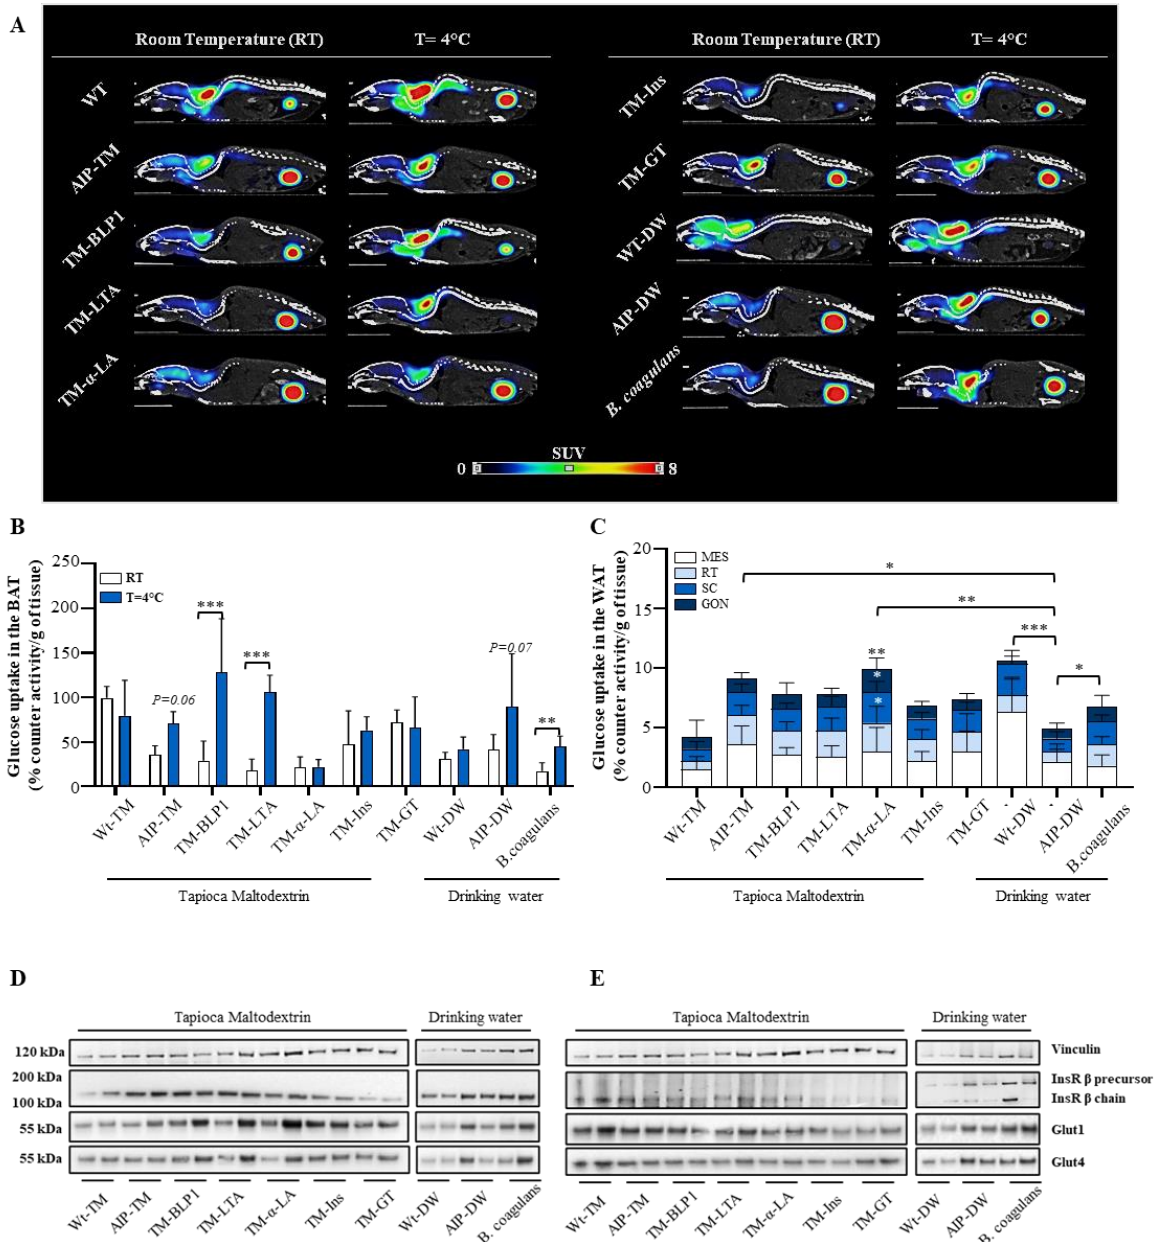 A
Room Temperature (RT)
T= 4°C
Room Temperature (RT)
T= 4°C
WT
TM-Ins
AIP-TM
TM-GT
TM-BLP1
WT-DW
TM-LTA
AIP-DW
TM-α-LA
B. coagulans
SUV
0
8
B
Glucose uptake in the BAT
(% counter activity/g of tissue)
250
200
150
100
50
0
RT
T=4°C
P=0.06
***
***
P=0.07
**
Wt-TM
AIP-TM
TM-BLP1
TM-LTA
TM-α-LA
TM-Ins
TM-GT
Wt-DW
AIP-DW
B.coagulans
Tapioca Maltodextrin
Drinking water
C
Glucose uptake in the WAT
(% counter activity/g of tissue)
20
15
10
5
0
MES
RT
SC
GON
*
**
***
*
**
*
*
Wt-TM
AIP-TM
TM-BLP1
TM-LTA
TM-α-LA
TM-Ins
TM-GT
Wt-DW
AIP-DW
B.coagulans
Tapioca Maltodextrin
Drinking water
D
Tapioca Maltodextrin
Drinking water
120 kDa
200 kDa
100 kDa
55 kDa
55 kDa
Wt-TM
AIP-TM
TM-BLP1
TM-LTA
TM-α-LA
TM-Ins
TM-GT
Wt-DW
AIP-DW
B. coagulans
E
Tapioca Maltodextrin
Drinking water
Vinculin
InsR β precursor
InsR β chain
Glut1
Glut4
Wt-TM
AIP-TM
TM-BLP1
TM-LTA
TM-α-LA
TM-Ins
TM-GT
Wt-DW
AIP-DW
B. coagulans